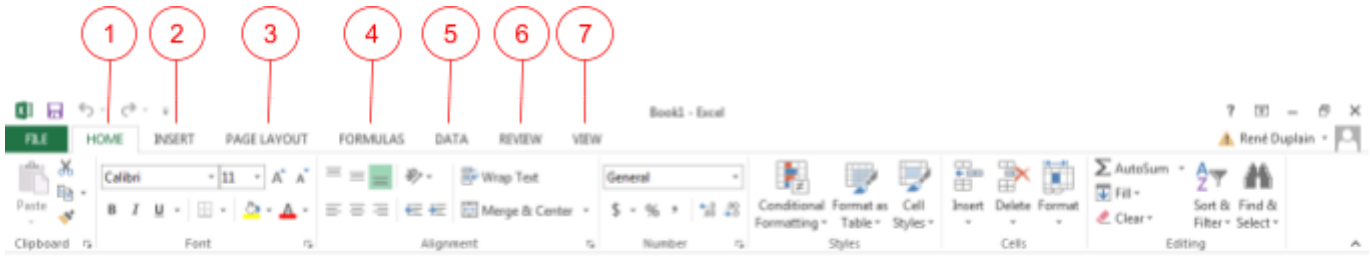 1 2 3 4 5 6 7
Book1 - Excel ?
FILE HOME INSERT PAGE LAYOUT FORMULAS DATA REVIEW VIEW René Duplain
Calibri 11 A A Wrap Text General AutoSum
Paste B I U A Merge & Center $ % , Conditional Formatting Format as Table Cell Styles Insert Delete Format Fill Sort & Filter Find & Select
Clear
Clipboard Font Alignment Number Styles Cells Editing